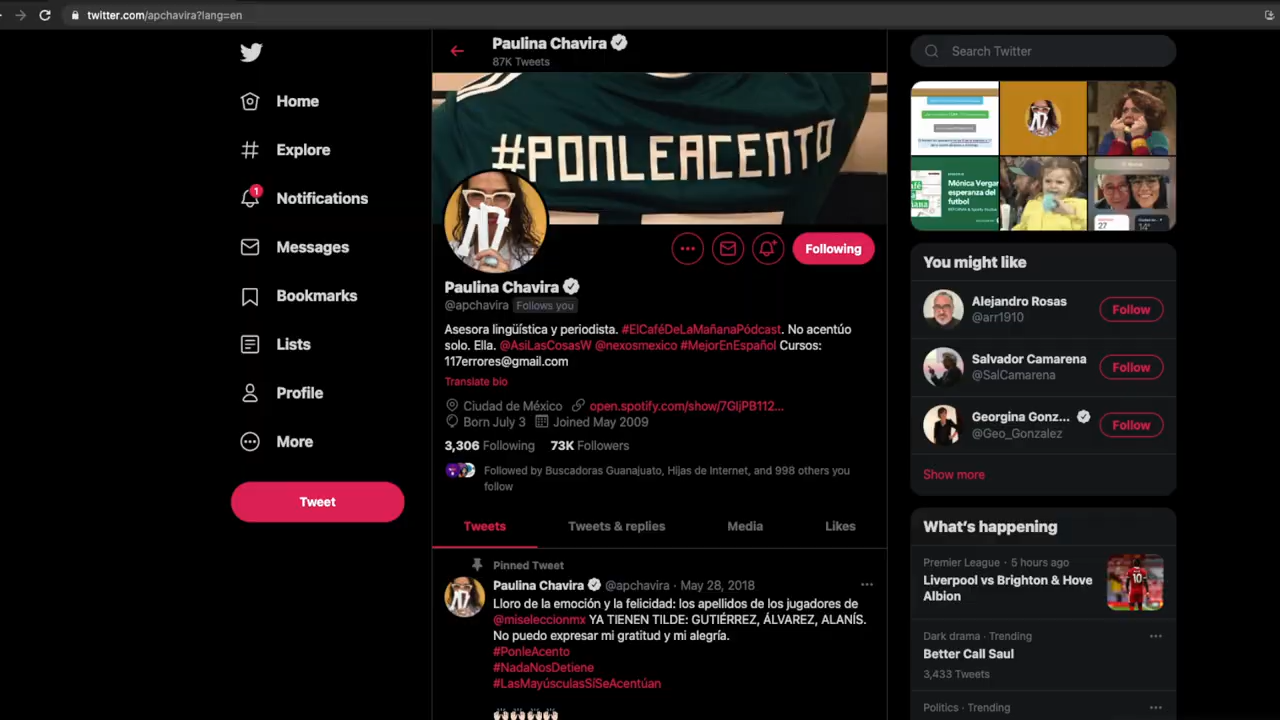 twitter.com/apchavira?lang=en
Home
Explore
1
Notifications
Messages
Bookmarks
Lists
Profile
More
Tweet
Paulina Chavira
87K Tweets
#PONLEACENTO
Following
Paulina Chavira
@apchavira Follows you
Asesora lingüística y periodista. #ElCaféDeLaMañanaPódcast. No acentúo
solo. Ella. @AsiLasCosasW @nexosmexico #MejorEnEspañol Cursos:
117errores@gmail.com
Translate bio
Ciudad de México open.spotify.com/show/7GljPB112...
Born July 3 Joined May 2009
3,306 Following 73K Followers
Followed by Buscadoras Guanajuato, Hijas de Internet, and 998 others you
follow
Tweets Tweets & replies Media Likes
Pinned Tweet
Paulina Chavira @apchavira · May 28, 2018
Lloro de la emoción y la felicidad: los apellidos de los jugadores de
@miseleccionmx YA TIENEN TILDE: GUTIÉRREZ, ÁLVAREZ, ALANÍS.
No puedo expresar mi gratitud y mi alegría.
#PonleAcento
#NadaNosDetiene
#LasMayúsculasSíSeAcentúan
Search Twitter
Mónica Vergar
esperanza del
futbol
27
14°
You might like
Alejandro Rosas
@arr1910
Follow
Salvador Camarena
@SalCamarena
Follow
Georgina Gonz...
@Geo_Gonzalez
Follow
Show more
What's happening
Premier League · 5 hours ago
Liverpool vs Brighton & Hove
Albion
10
Dark drama · Trending
Better Call Saul
3,433 Tweets
Politics · Trending